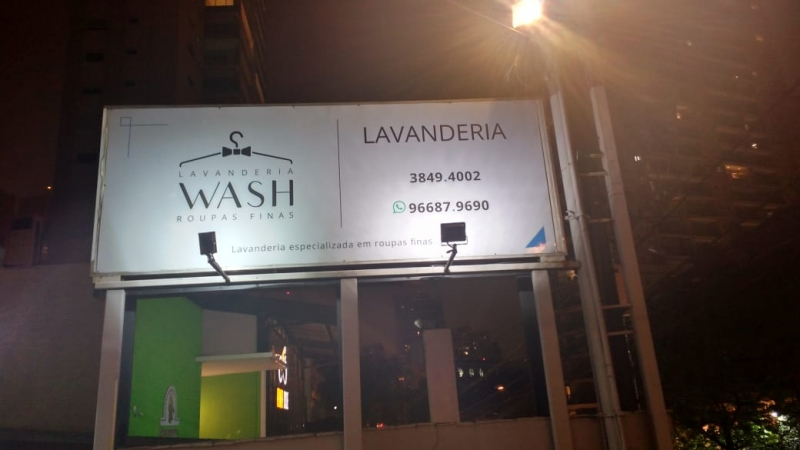 LAVANDERIA
WASH
ROUPAS FINAS
LAVANDERIA
3849.4002
96687.9690
Lavanderia especializada em roupas finas